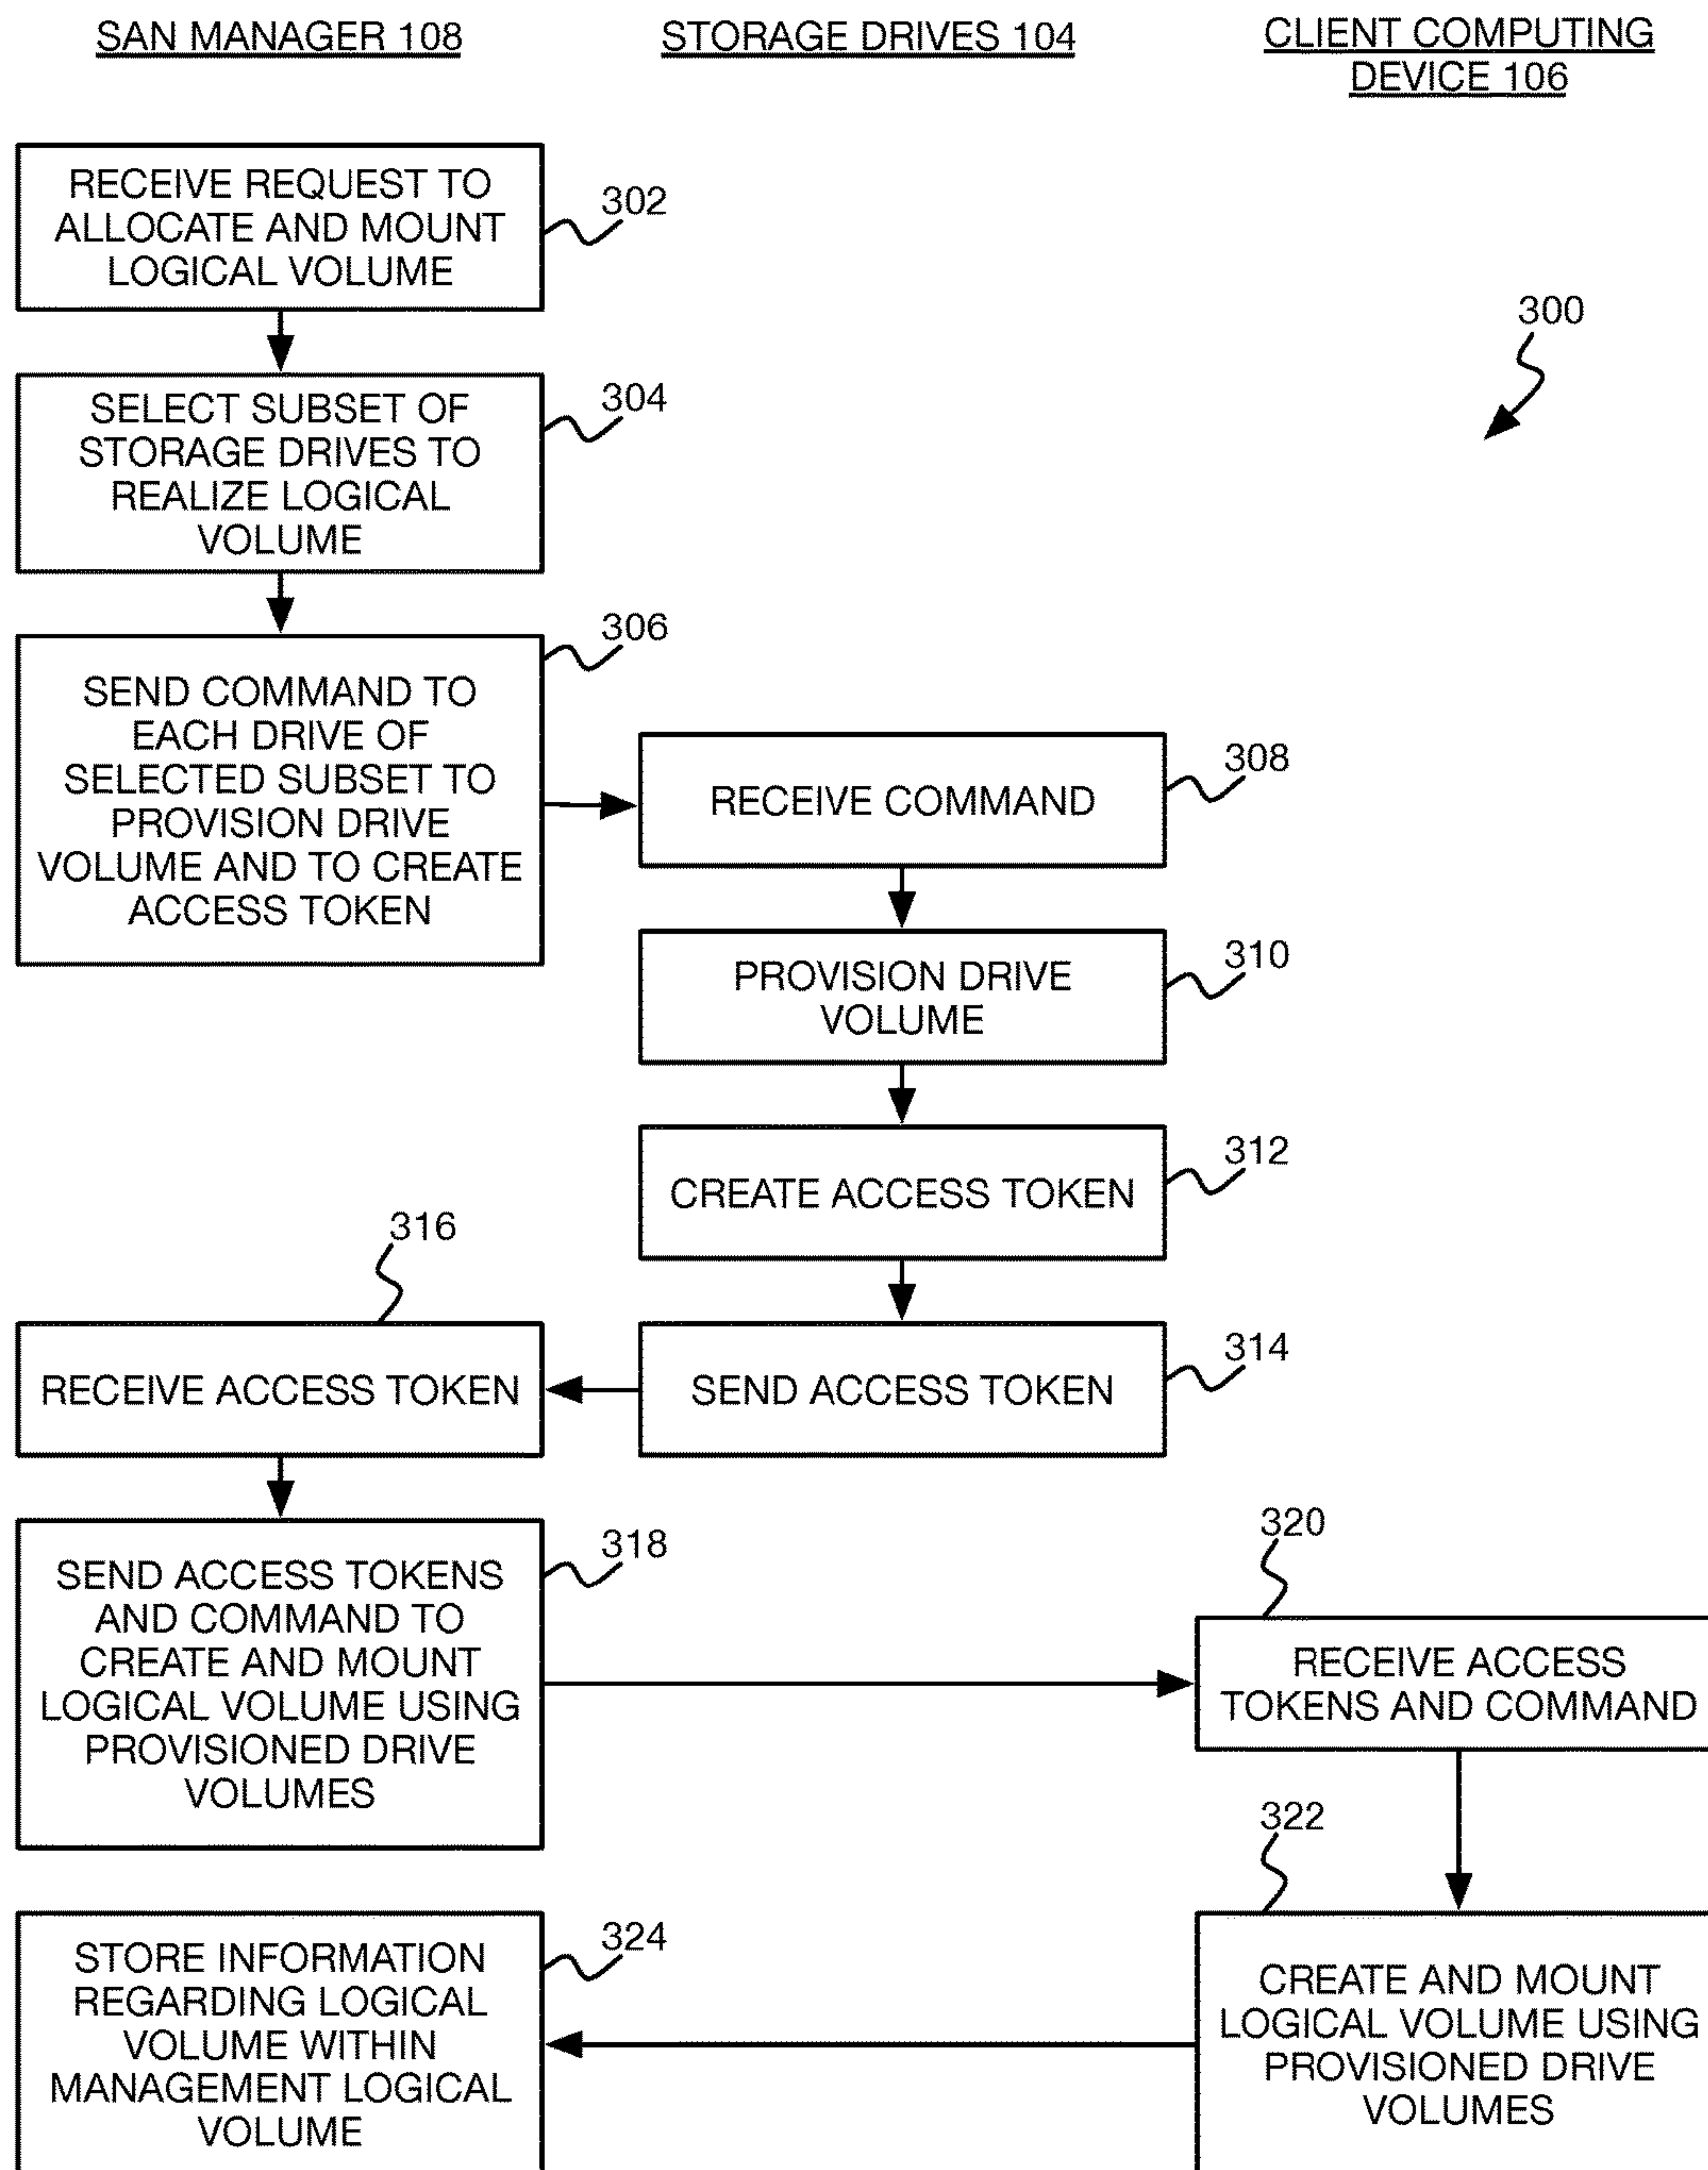 SAN MANAGER 108
STORAGE DRIVES 104
CLIENT COMPUTING
DEVICE 106
RECEIVE REQUEST TO
ALLOCATE AND MOUNT
LOGICAL VOLUME
302
300
SELECT SUBSET OF
STORAGE DRIVES TO
REALIZE LOGICAL
VOLUME
304
SEND COMMAND TO
EACH DRIVE OF
SELECTED SUBSET TO
PROVISION DRIVE
VOLUME AND TO CREATE
ACCESS TOKEN
306
RECEIVE COMMAND
308
PROVISION DRIVE
VOLUME
310
CREATE ACCESS TOKEN
312
SEND ACCESS TOKEN
314
316
RECEIVE ACCESS TOKEN
SEND ACCESS TOKENS
AND COMMAND TO
CREATE AND MOUNT
LOGICAL VOLUME USING
PROVISIONED DRIVE
VOLUMES
318
320
RECEIVE ACCESS
TOKENS AND COMMAND
322
CREATE AND MOUNT
LOGICAL VOLUME USING
PROVISIONED DRIVE
VOLUMES
STORE INFORMATION
REGARDING LOGICAL
VOLUME WITHIN
MANAGEMENT LOGICAL
VOLUME
324